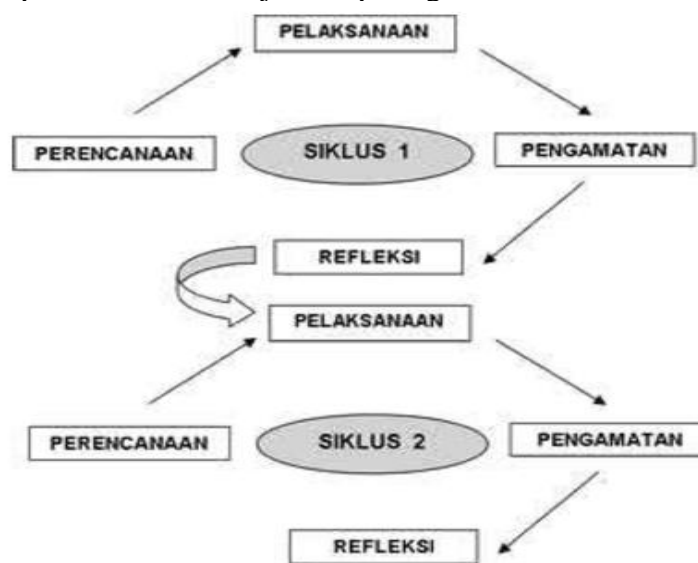 PELAKSANAAN
PERENCANAAN
SIKLUS 1
PENGAMATAN
REFLEKSI
PELAKSANAAN
PERENCANAAN
SIKLUS 2
PENGAMATAN
REFLEKSI